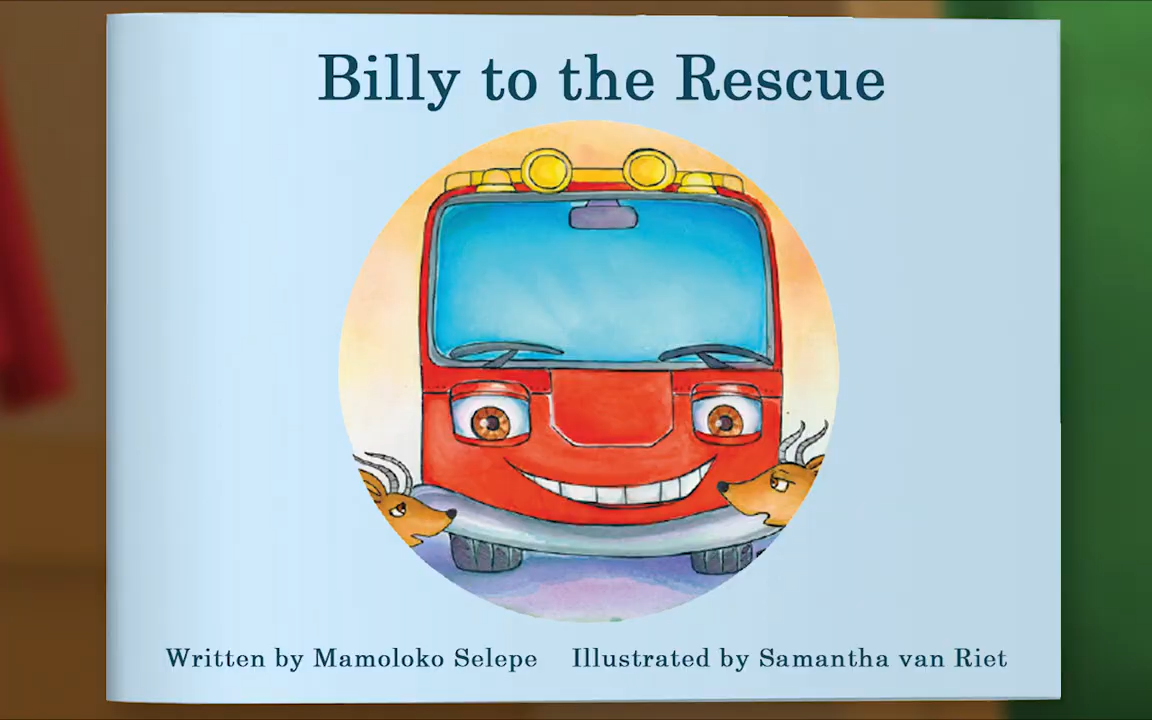 Billy to the Rescue
Written by Mamoloko Selepe Illustrated by Samantha van Riet